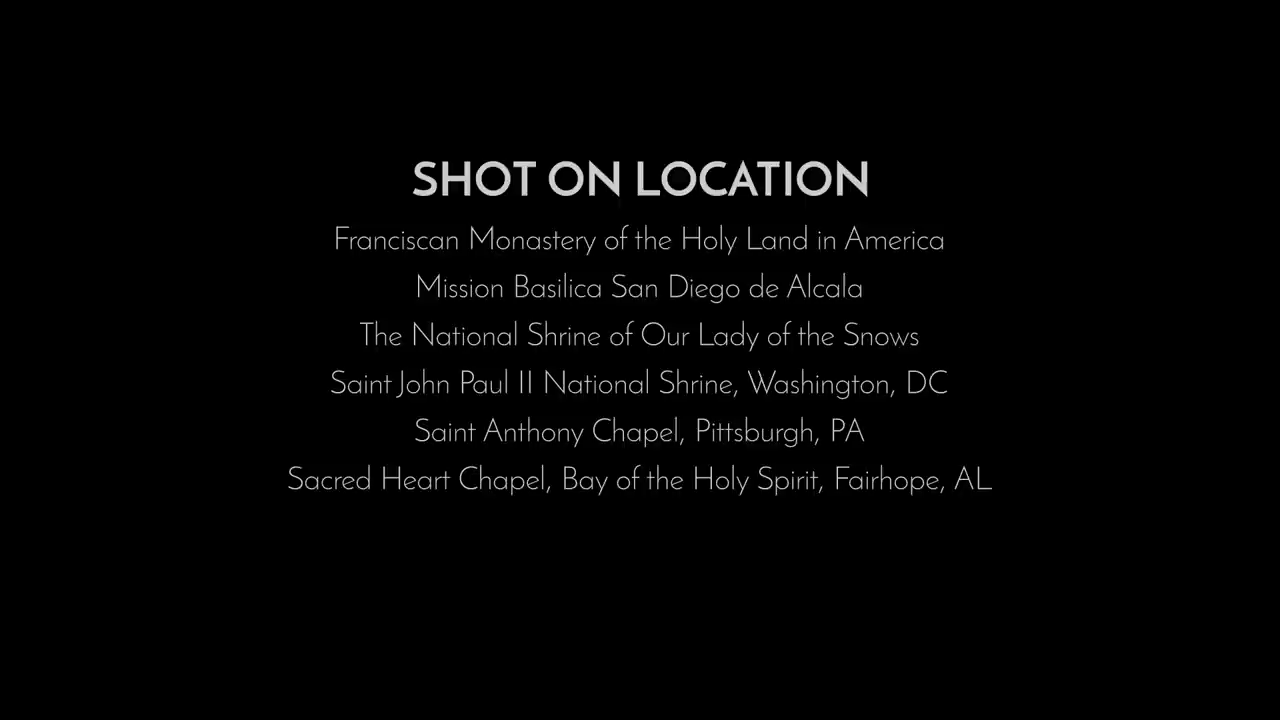 SHOT ON LOCATION
Franciscan Monastery of the Holy Land in America
Mission Basilica San Diego de Alcala
The National Shrine of Our Lady of the Snows
Saint John Paul II National Shrine, Washington, DC
Saint Anthony Chapel, Pittsburgh, PA
Sacred Heart Chapel, Bay of the Holy Spirit, Fairhope, AL